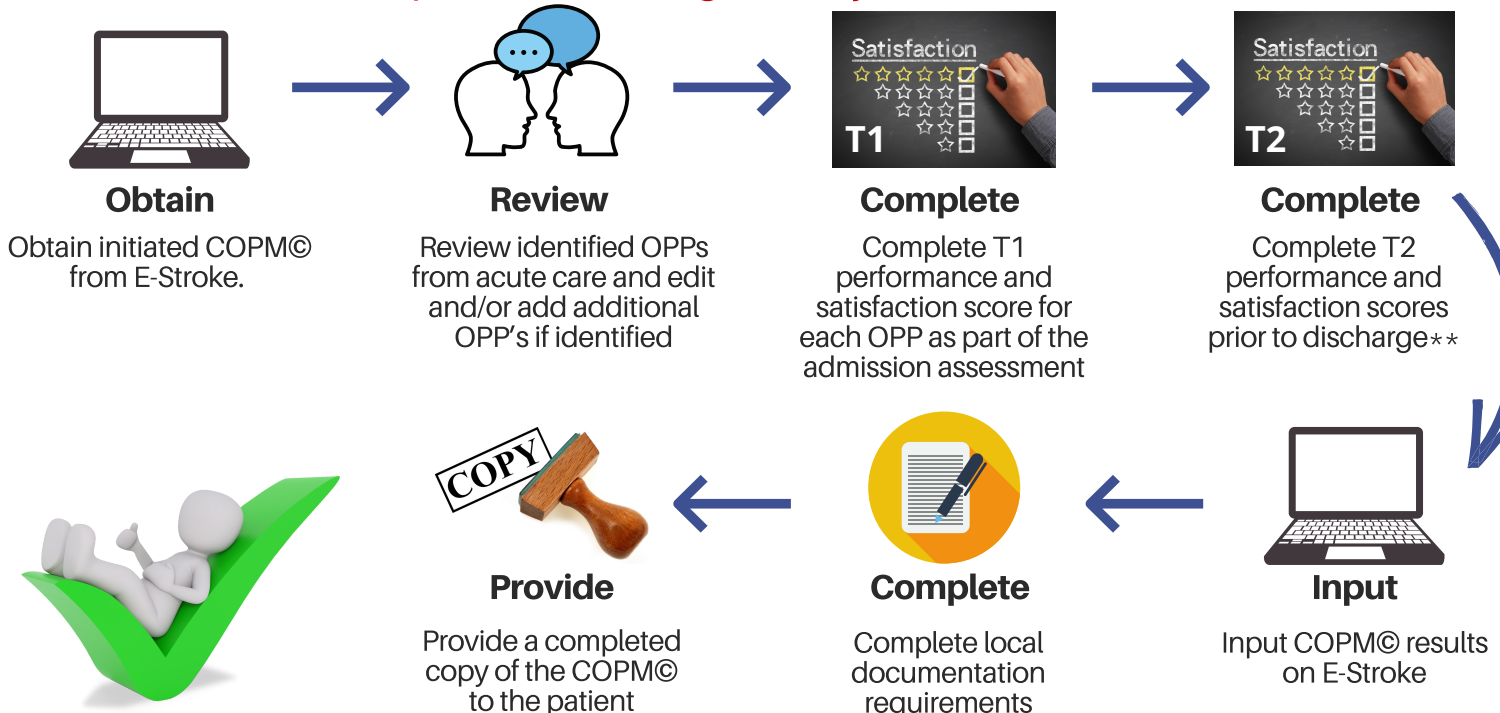 Satisfaction
T1
Satisfaction
T2
Obtain
Obtain initiated COPM©
from E-Stroke.
Review
Review identified OPPs
from acute care and edit
and/or add additional
OPP's if identified
Complete
Complete T1
performance and
satisfaction score for
each OPP as part of the
admission assessment
Complete
Complete T2
performance and
satisfaction scores
prior to discharge**
Input
Input COPM© results
on E-Stroke
Complete
Complete local
documentation
requirements
COPY
Provide
Provide a completed
copy of the COPM©
to the patient